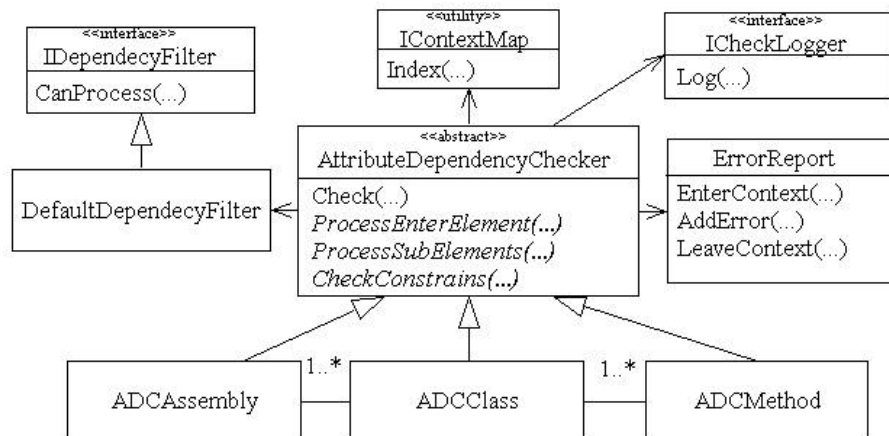 <<interface>>
IDependecyFilter
CanProcess(...)
<<utility>>
IContextMap
Index(...)
<<interface>>
ICheckLogger
Log(...)
DefaultDependecyFilter
<<abstract>>
AttributeDependencyChecker
Check(...)
ProcessEnterElement(...)
ProcessSubElements(...)
CheckConstrains(...)
ErrorReport
EnterContext(...)
AddError(...)
LeaveContext(...)
ADCAssembly
1..*
ADCClass
1..*
ADCMethod